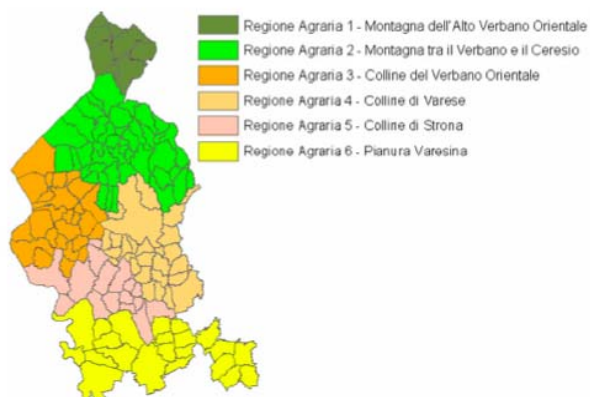 Regione Agraria 1 - Montagna dell'Alto Verbano Orientale
Regione Agraria 2 - Montagna tra il Verbano e il Ceresio
Regione Agraria 3 - Colline del Verbano Orientale
Regione Agraria 4 - Colline di Varese
Regione Agraria 5 - Colline di Strona
Regione Agraria 6 - Pianura Varesina